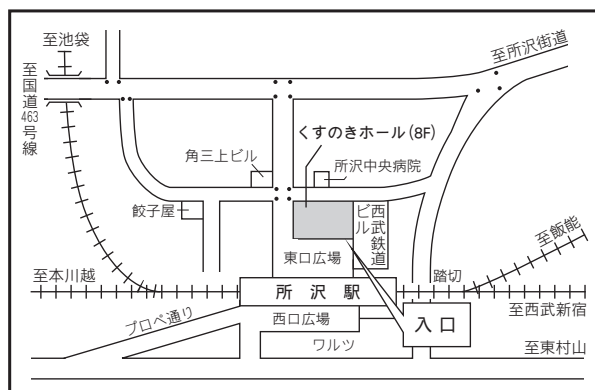 至池袋
至所沢街道
至国道463号線
くすのきホール(8F)
角三上ビル
所沢中央病院
餃子屋
西武鉄道ビル
至飯能
東口広場
至本川越
踏切
所沢駅
至西武新宿
プロペ通り
西口広場
入口
ワルツ
至東村山